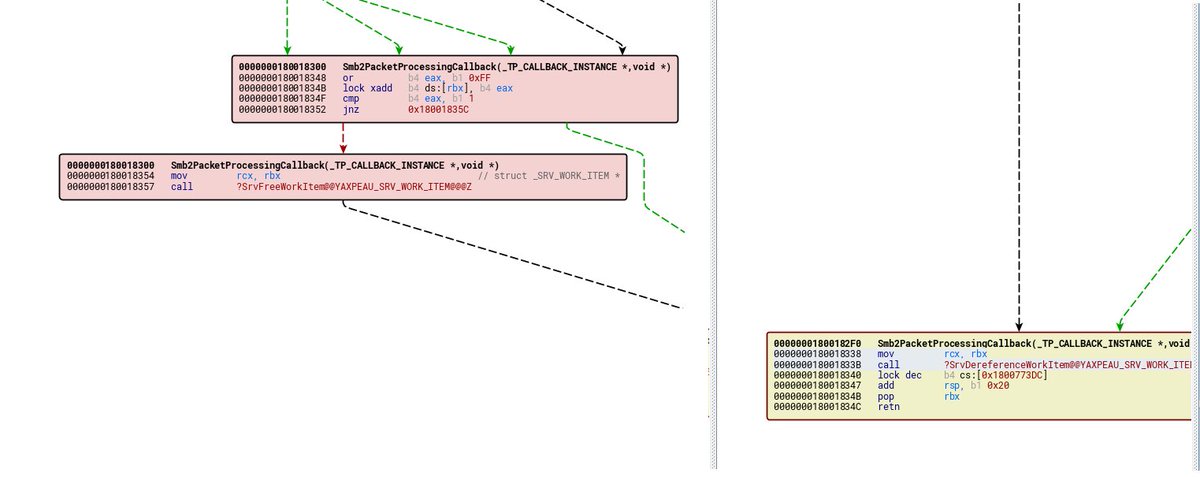 0000000180018300 Smb2PacketProcessingCallback(_TP_CALLBACK_INSTANCE *,void *)
0000000180018348 or b4 eax, b1 0xFF
000000018001834B lock xadd b4 ds:[rbx], b4 eax
000000018001834F cmp b4 eax, b1 1
0000000180018352 jnz 0x18001835C
0000000180018300 Smb2PacketProcessingCallback(_TP_CALLBACK_INSTANCE *,void *)
0000000180018354 mov rcx, rbx // struct _SRV_WORK_ITEM *
0000000180018357 call ?SrvFreeWorkItem@@YAXPEAU_SRV_WORK_ITEM@@@Z
00000001800182F0 Smb2PacketProcessingCallback(_TP_CALLBACK_INSTANCE *,void
0000000180018338 mov rcx, rbx
000000018001833B call ?SrvDereferenceWorkItem@@YAXPEAU_SRV_WORK_ITE
0000000180018340 lock dec b4 cs:[0x1800773DC]
0000000180018347 add rsp, b1 0x20
000000018001834B pop rbx
000000018001834C retn